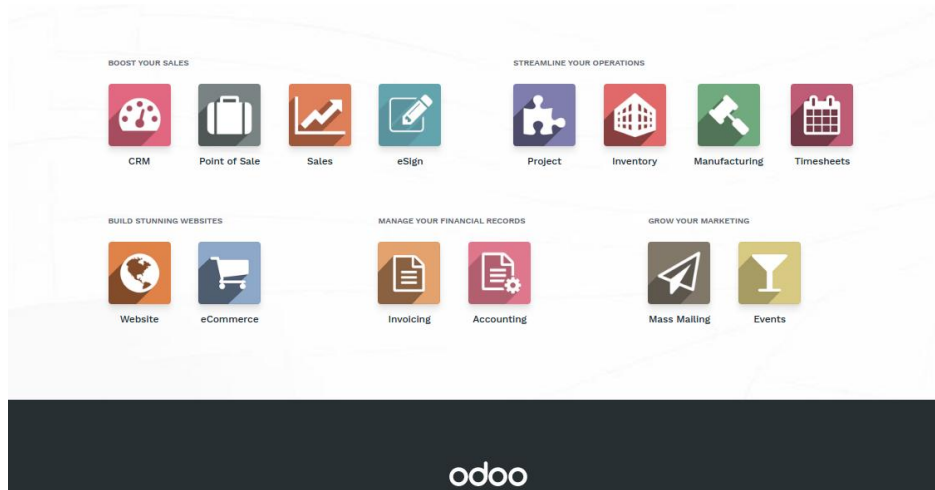 BOOST YOUR SALES
STREAMLINE YOUR OPERATIONS
CRM
Point of Sale
Sales
eSign
Project
Inventory
Manufacturing
Timesheets
BUILD STUNNING WEBSITES
MANAGE YOUR FINANCIAL RECORDS
GROW YOUR MARKETING
Website
eCommerce
Invoicing
Accounting
Mass Mailing
Events
odoo